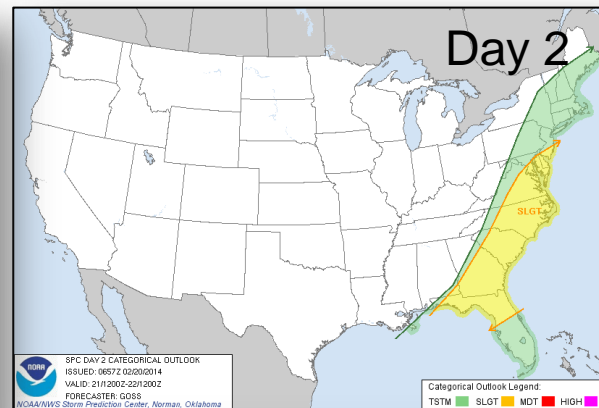 Day 2
SLGT
NOAA
SPC DAY 2 CATEGORICAL OUTLOOK
ISSUED: 0657Z 02/20/2014
VALID: 21/1200Z-22/1200Z
FORECASTER: GOSS
NOAA/NWS Storm Prediction Center, Norman, Oklahoma
Categorical Outlook Legend:
TSTM SLGT MDT HIGH